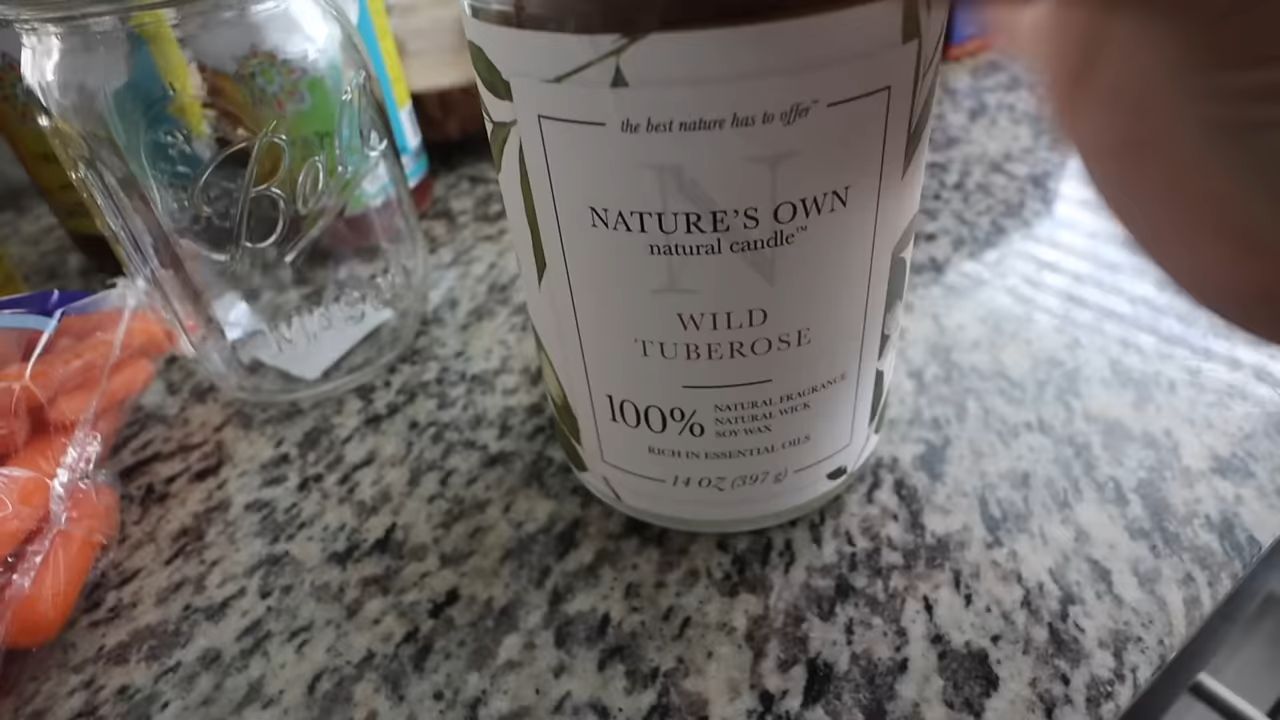 Ball
the best nature has to offer™
N
NATURE'S OWN
natural candle™
WILD
TUBEROSE
100%
NATURAL FRAGRANCE
NATURAL WICK
SOY WAX
RICH IN ESSENTIAL OILS
14 OZ (397 g)